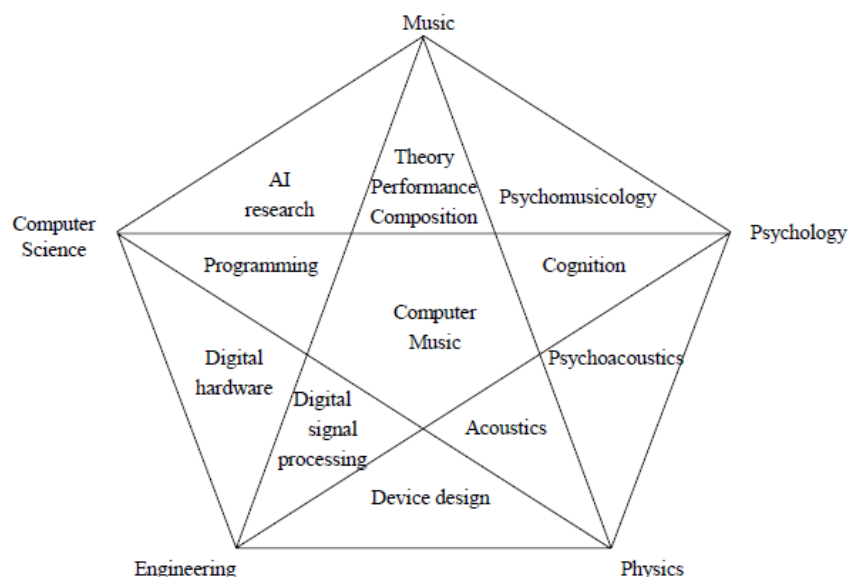 Music
Theory
Performance
Composition
AI
research
Psychomusicology
Computer
Science
Psychology
Programming
Cognition
Computer
Music
Digital
hardware
Psychoacoustics
Digital
signal
processing
Acoustics
Device design
Engineering
Physics